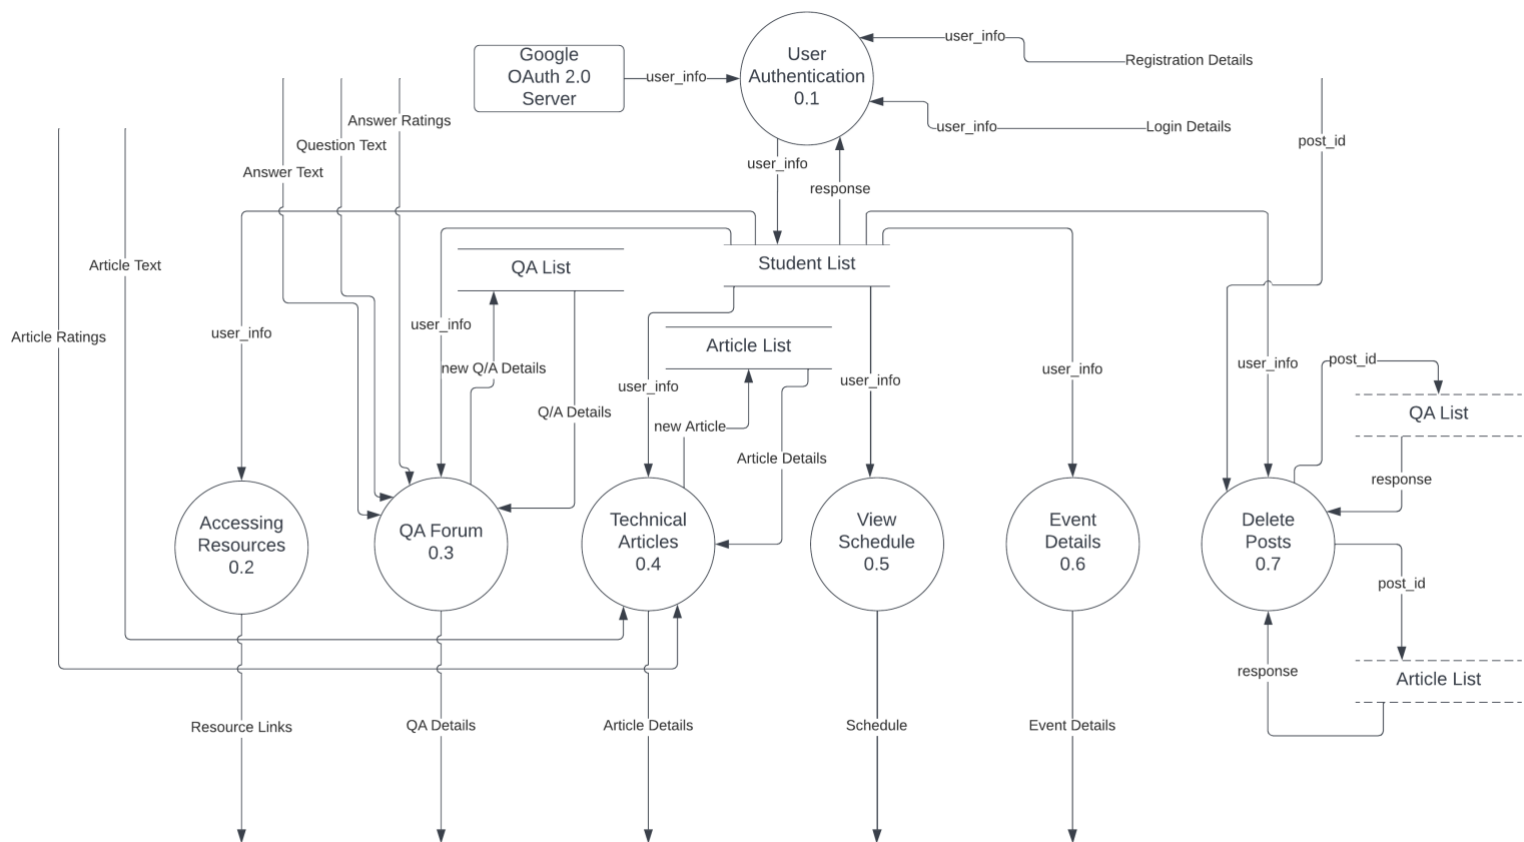 Google
OAuth 2.0
Server
user_info
User
Authentication
0.1
user_info
Registration Details
user_info
Login Details
Answer Ratings
Question Text
Answer Text
user_info
response
post_id
Article Text
QA List
Student List
Article Ratings
user_info
user_info
new Q/A Details
Q/A Details
Article List
user_info
new Article
Article Details
user_info
user_info
user_info
post_id
QA List
response
Accessing
Resources
0.2
QA Forum
0.3
Technical
Articles
0.4
View
Schedule
0.5
Event
Details
0.6
Delete
Posts
0.7
post_id
response
Article List
Resource Links
QA Details
Article Details
Schedule
Event Details